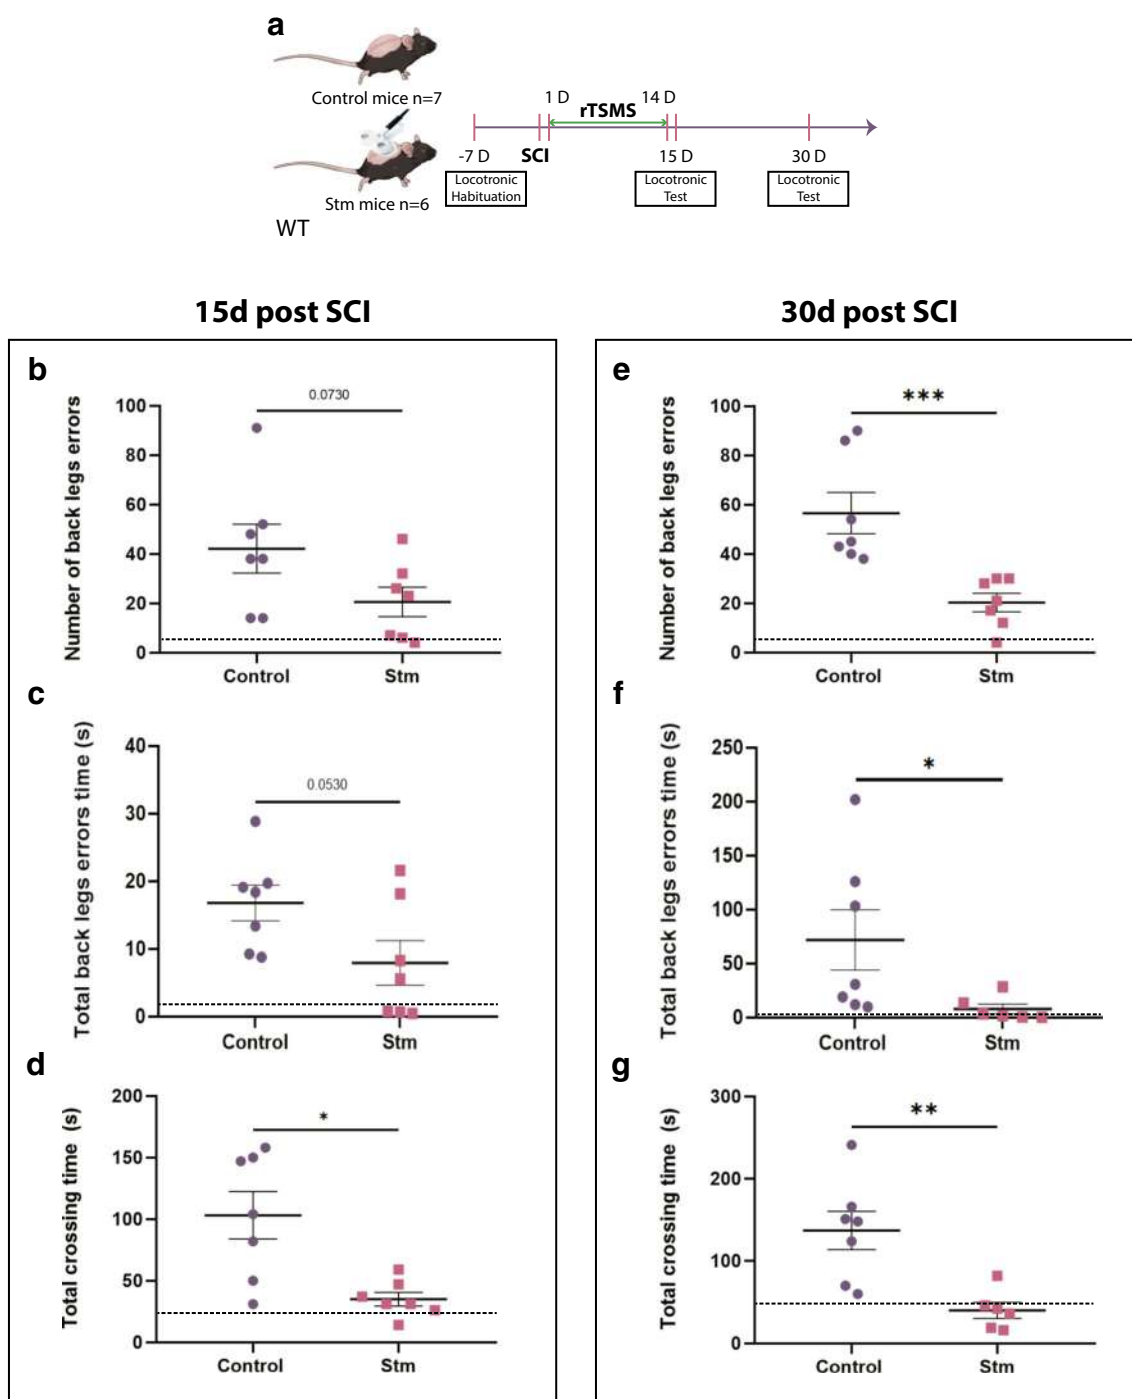 a
Control mice n=7
Stm mice n=6
WT
1 D
14 D
rTSMS
-7 D
SCI
15 D
30 D
Locotronic
Habituation
Locotronic
Test
Locotronic
Test
15d post SCI
30d post SCI
b
Number of back legs errors
100
80
60
40
20
0
0.0730
Control
Stm
e
Number of back legs errors
100
80
60
40
20
0
***
Control
Stm
c
Total back legs errors time (s)
40
30
20
10
0
0.0530
Control
Stm
f
Total back legs errors time (s)
250
200
150
100
50
0
*
Control
Stm
d
Total crossing time (s)
200
150
100
50
0
*
Control
Stm
g
Total crossing time (s)
300
200
100
0
**
Control
Stm